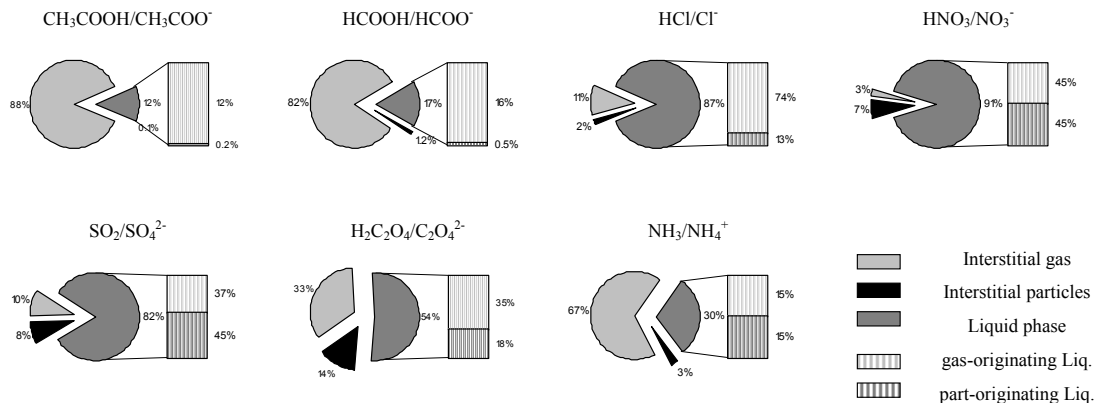 CH₃COOH/CH₃COO⁻
HCOOH/HCOO⁻
HCl/Cl⁻
HNO₃/NO₃⁻
88%
12%
0.1%
12%
0.2%
82%
17%
1.2%
16%
0.5%
11%
2%
87%
74%
13%
3%
7%
91%
45%
45%
SO₂/SO₄²⁻
H₂C₂O₄/C₂O₄²⁻
NH₃/NH₄⁺
10%
8%
82%
37%
45%
33%
14%
54%
35%
18%
67%
30%
3%
15%
15%
Interstitial gas
Interstitial particles
Liquid phase
gas-originating Liq.
part-originating Liq.